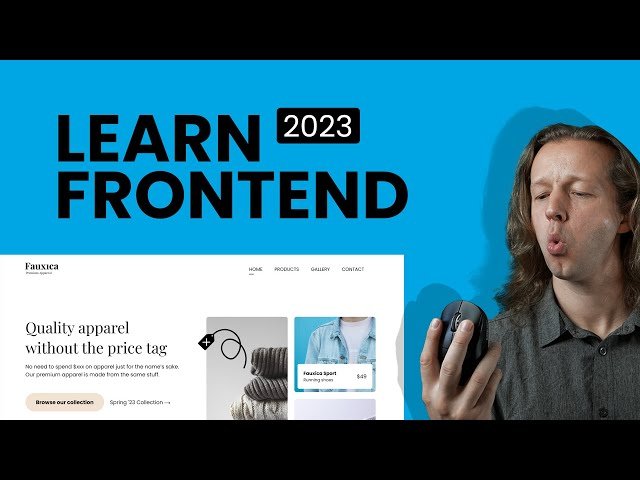 LEARN 2023
FRONTEND
Fauxica
Premium Apparel
HOME PRODUCTS GALLERY CONTACT
Quality apparel
without the price tag
No need to spend $xxx on apparel just for the name's sake.
Our premium apparel is made from the same stuff.
Browse our collection Spring '23 Collection →
Fauxica Sport
Running shoes
$49